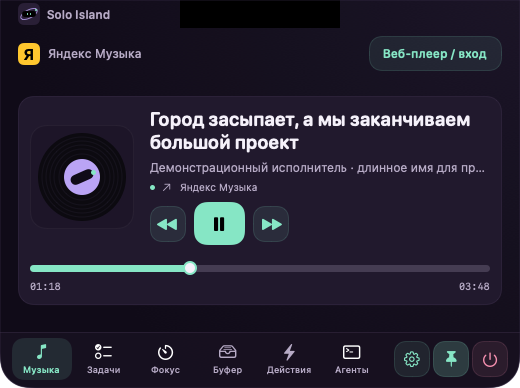 Solo Island
Я Яндекс Музыка
Веб-плеер / вход
Город засыпает, а мы заканчиваем
большой проект
Демонстрационный исполнитель · длинное имя для пр...
Яндекс Музыка
01:18
03:48
Музыка
Задачи
Фокус
Буфер
Действия
Агенты